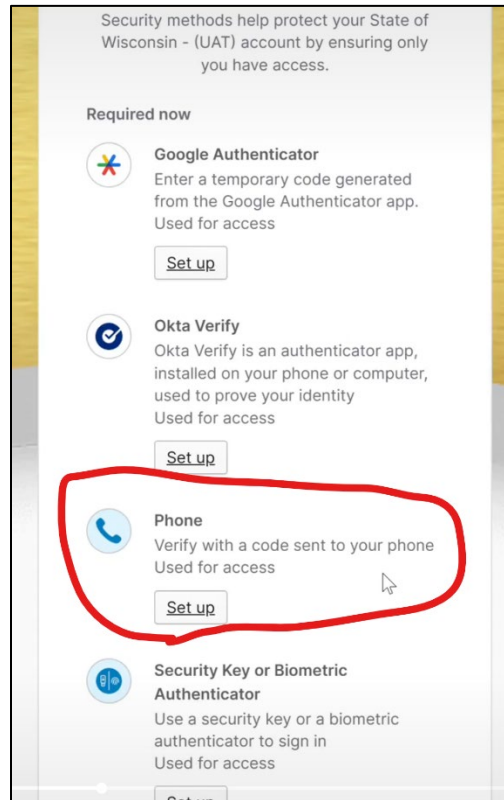 Security methods help protect your State of
Wisconsin - (UAT) account by ensuring only
you have access.
Required now
Google Authenticator
Enter a temporary code generated
from the Google Authenticator app.
Used for access
Set up
Okta Verify
Okta Verify is an authenticator app,
installed on your phone or computer,
used to prove your identity
Used for access
Set up
Phone
Verify with a code sent to your phone
Used for access
Set up
Security Key or Biometric
Authenticator
Use a security key or a biometric
authenticator to sign in
Used for access
Set up